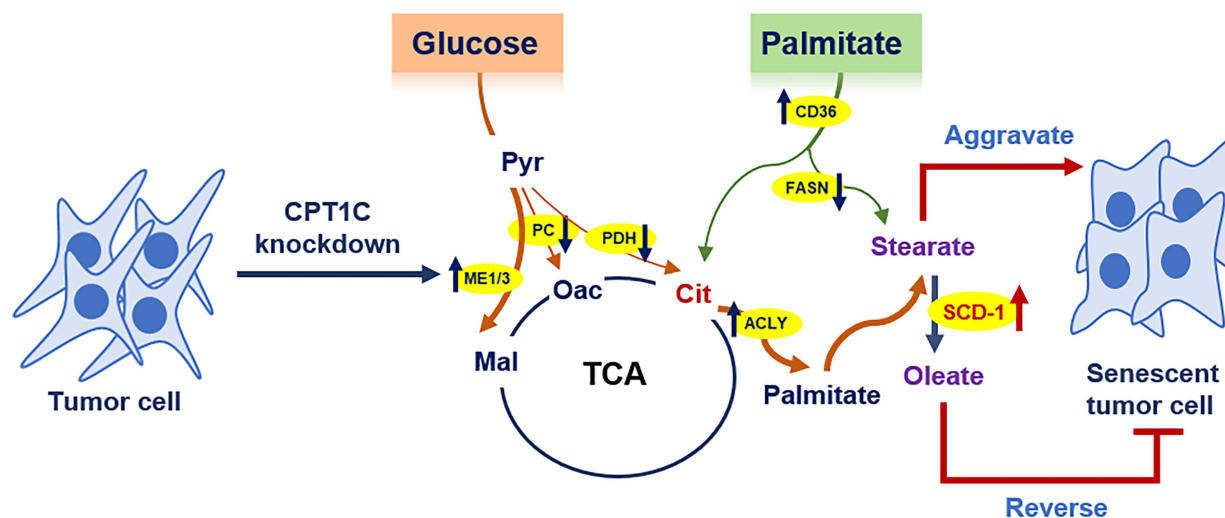 Glucose
Palmitate
CD36
Aggravate
Pyr
FASN
CPT1C
knockdown
PC
PDH
Stearate
ME1/3
Oac
Cit
SCD-1
ACLY
Mal
TCA
Oleate
Palmitate
Tumor cell
Senescent
tumor cell
Reverse